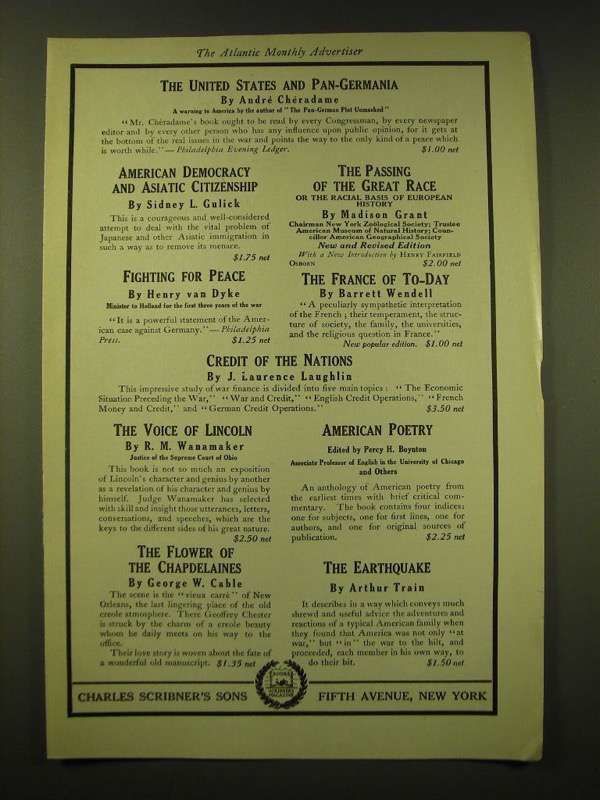 The Atlantic Monthly Advertiser
THE UNITED STATES AND PAN-GERMANIA
By André Chéradame
A warning to America by the author of "The Pan-German Plot Unmasked"
"Mr. Chéradame's book ought to be read by every Congressman, by every newspaper
editor and by every other person who has any influence upon public opinion, for it gets at
the bottom of the real issues in the war and points the way to the only kind of a peace which
is worth while."—Philadelphia Evening Ledger. $1.00 net
AMERICAN DEMOCRACY
AND ASIATIC CITIZENSHIP
By Sidney L. Gulick
This is a courageous and well-considered
attempt to deal with the vital problem of
Japanese and other Asiatic immigration in
such a way as to remove its menace.
$1.75 net
THE PASSING
OF THE GREAT RACE
OR THE RACIAL BASIS OF EUROPEAN
HISTORY
By Madison Grant
Chairman New York Zoölogical Society; Trustee
American Museum of Natural History; Coun-
cillor American Geographical Society
New and Revised Edition
With a New Introduction by HENRY FAIRFIELD
OSBORN $2.00 net
FIGHTING FOR PEACE
By Henry van Dyke
Minister to Holland for the first three years of the war
"It is a powerful statement of the Amer-
ican case against Germany."—Philadelphia
Press. $1.25 net
THE FRANCE OF TO-DAY
By Barrett Wendell
"A peculiarly sympathetic interpretation
of the French; their temperament, the struc-
ture of society, the family, the universities,
and the religious question in France."
New popular edition. $1.00 net
CREDIT OF THE NATIONS
By J. Laurence Laughlin
This impressive study of war finance is divided into five main topics: "The Economic
Situation Preceding the War," "War and Credit," "English Credit Operations," "French
Money and Credit," and "German Credit Operations." $3.50 net
THE VOICE OF LINCOLN
By R. M. Wanamaker
Justice of the Supreme Court of Ohio
This book is not so much an exposition
of Lincoln's character and genius by another
as a revelation of his character and genius by
himself. Judge Wanamaker has selected
with skill and insight those utterances, letters,
conversations, and speeches, which are the
keys to the different sides of his great nature.
$2.50 net
AMERICAN POETRY
Edited by Percy H. Boynton
Associate Professor of English in the University of Chicago
and Others
An anthology of American poetry from
the earliest times with brief critical com-
mentary. The book contains four indices:
one for subjects, one for first lines, one for
authors, and one for original sources of
publication. $2.25 net
THE FLOWER OF
THE CHAPDELAINES
By George W. Cable
The scene is the "vieux carré" of New
Orleans, the last lingering place of the old
creole atmosphere. There Geoffrey Chester
is struck by the charm of a creole beauty
whom he daily meets on his way to the
office.
Their love story is woven about the fate of
a wonderful old manuscript. $1.35 net
THE EARTHQUAKE
By Arthur Train
It describes in a way which conveys much
shrewd and useful advice the adventures and
reactions of a typical American family when
they found that America was not only "at
war," but "in" the war to the hilt, and
proceeded, each member in his own way, to
do their bit. $1.50 net
BOOKS
SCRIBNER'S
MAGAZINE
CHARLES SCRIBNER'S SONS FIFTH AVENUE, NEW YORK